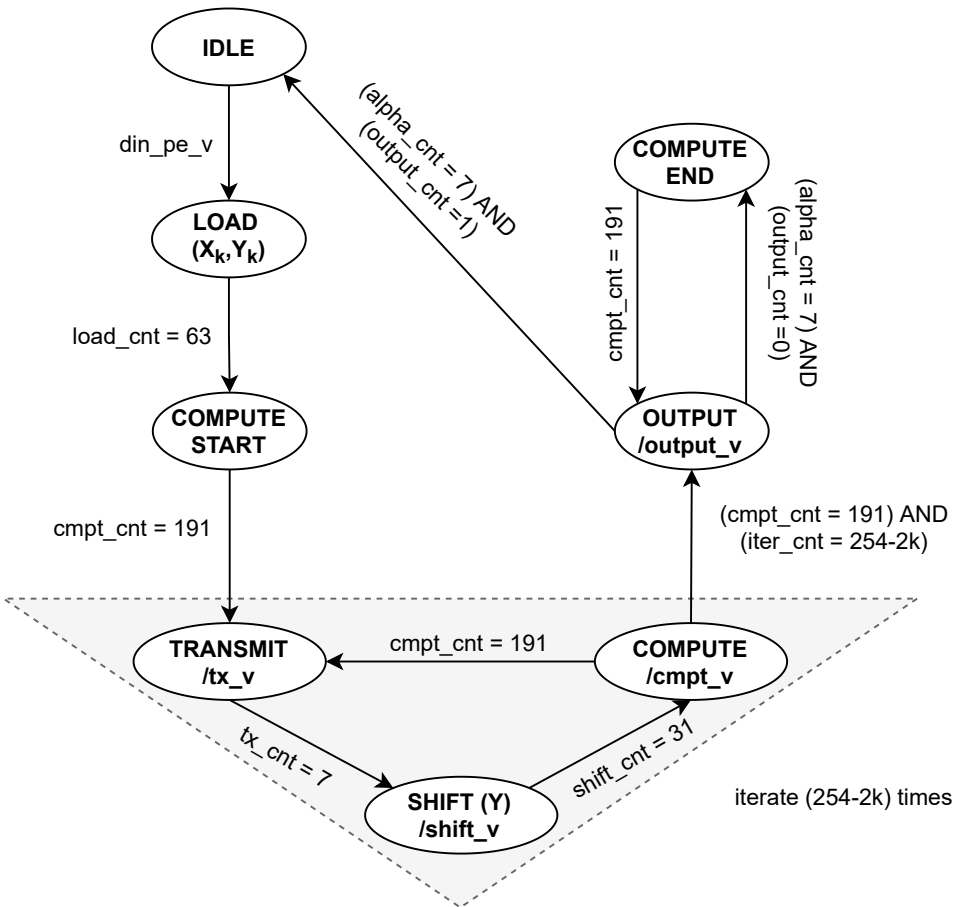 IDLE
din_pe_v
LOAD
(Xk,Yk)
load_cnt = 63
COMPUTE
START
cmpt_cnt = 191
(alpha_cnt = 7) AND
(output_cnt =1)
COMPUTE
END
cmpt_cnt = 191
(alpha_cnt = 7) AND
(output_cnt =0)
OUTPUT
/output_v
(cmpt_cnt = 191) AND
(iter_cnt = 254-2k)
TRANSMIT
/tx_v
cmpt_cnt = 191
COMPUTE
/cmpt_v
tx_cnt = 7
shift_cnt = 31
SHIFT (Y)
/shift_v
iterate (254-2k) times